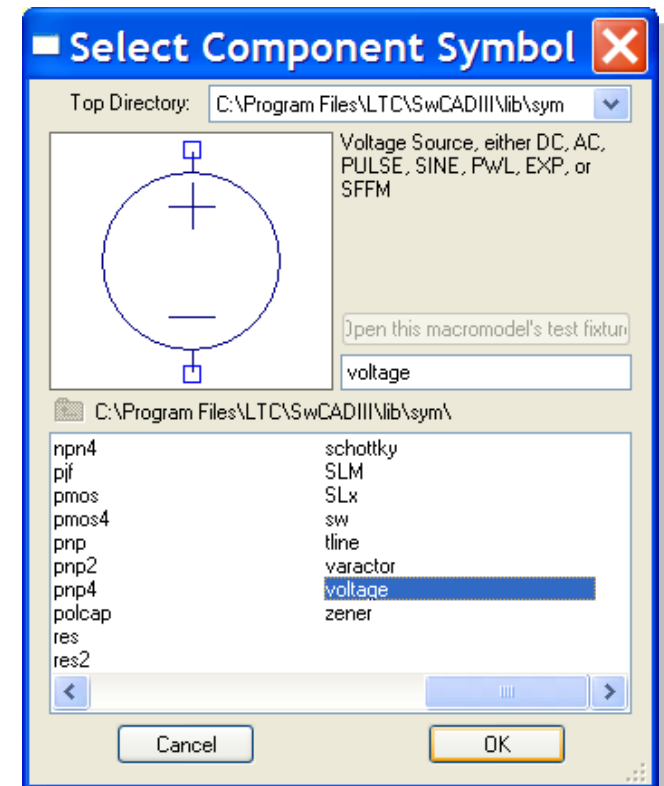 Select Component Symbol
Top Directory: C:\Program Files\LTC\SwCADIII\lib\sym
Voltage Source, either DC, AC,
PULSE, SINE, PWL, EXP, or
SFFM
Open this macromodel's test fixture
voltage
C:\Program Files\LTC\SwCADIII\lib\sym\
npn4
pjf
pmos
pmos4
pnp
pnp2
pnp4
polcap
res
res2
schottky
SLM
SLx
sw
tline
varactor
voltage
zener
Cancel OK